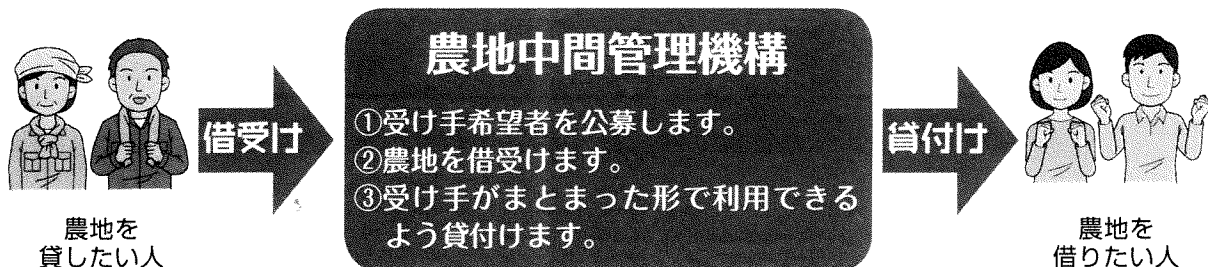 農地中間管理機構
①受け手希望者を公募します。
②農地を借受けます。
③受け手がまとまった形で利用できる
よう貸付けます。
借受け
貸付け
農地を
貸したい人
農地を
借りたい人